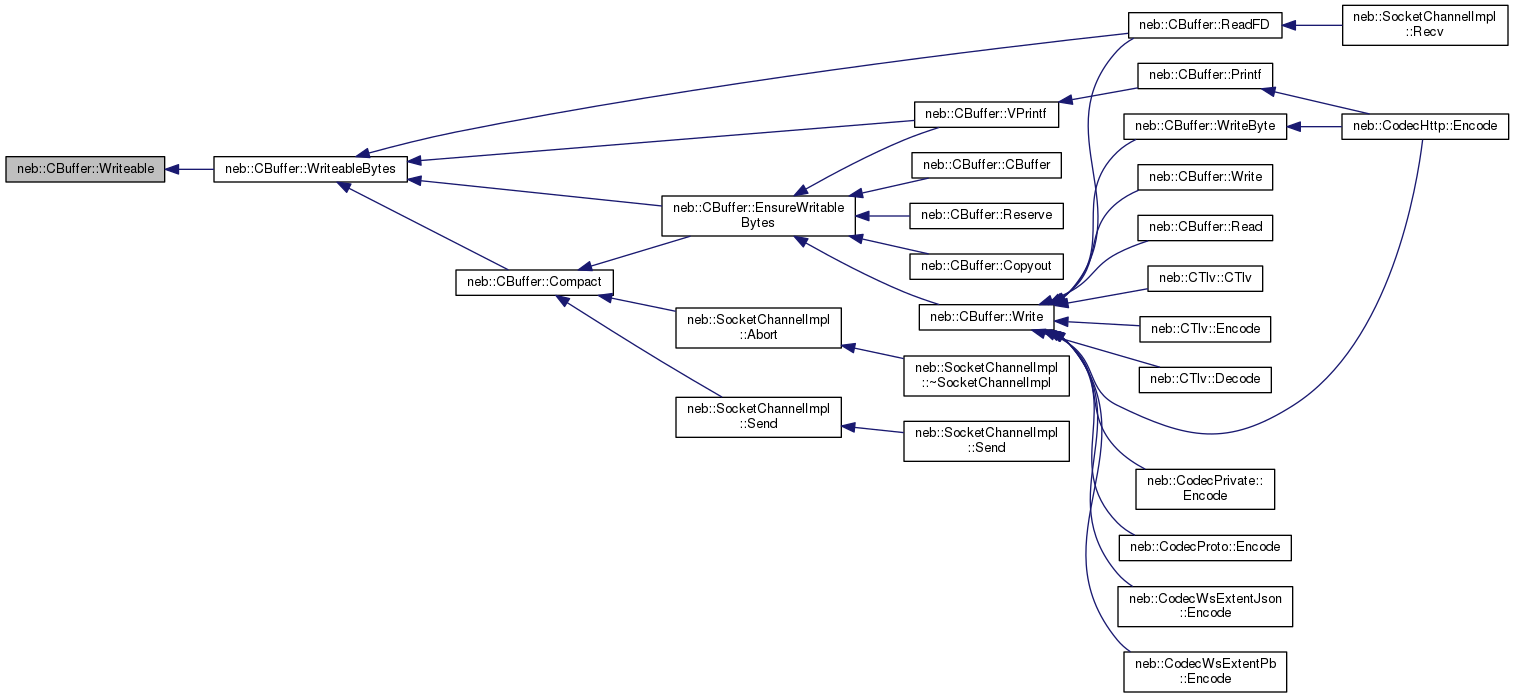 neb::CBuffer::Writeable
neb::CBuffer::WriteableBytes
neb::CBuffer::Compact
neb::CBuffer::EnsureWritable
Bytes
neb::SocketChannelImpl
::Abort
neb::SocketChannelImpl
::Send
neb::CBuffer::VPrintf
neb::CBuffer::CBuffer
neb::CBuffer::Reserve
neb::CBuffer::Copyout
neb::CBuffer::Write
neb::SocketChannelImpl
::~SocketChannelImpl
neb::SocketChannelImpl
::Send
neb::CBuffer::ReadFD
neb::CBuffer::Printf
neb::CBuffer::WriteByte
neb::CBuffer::Write
neb::CBuffer::Read
neb::CTlv::CTlv
neb::CTlv::Encode
neb::CTlv::Decode
neb::CodecPrivate::
Encode
neb::CodecProto::Encode
neb::CodecWsExtentJson
::Encode
neb::CodecWsExtentPb
::Encode
neb::SocketChannelImpl
::Recv
neb::CodecHttp::Encode